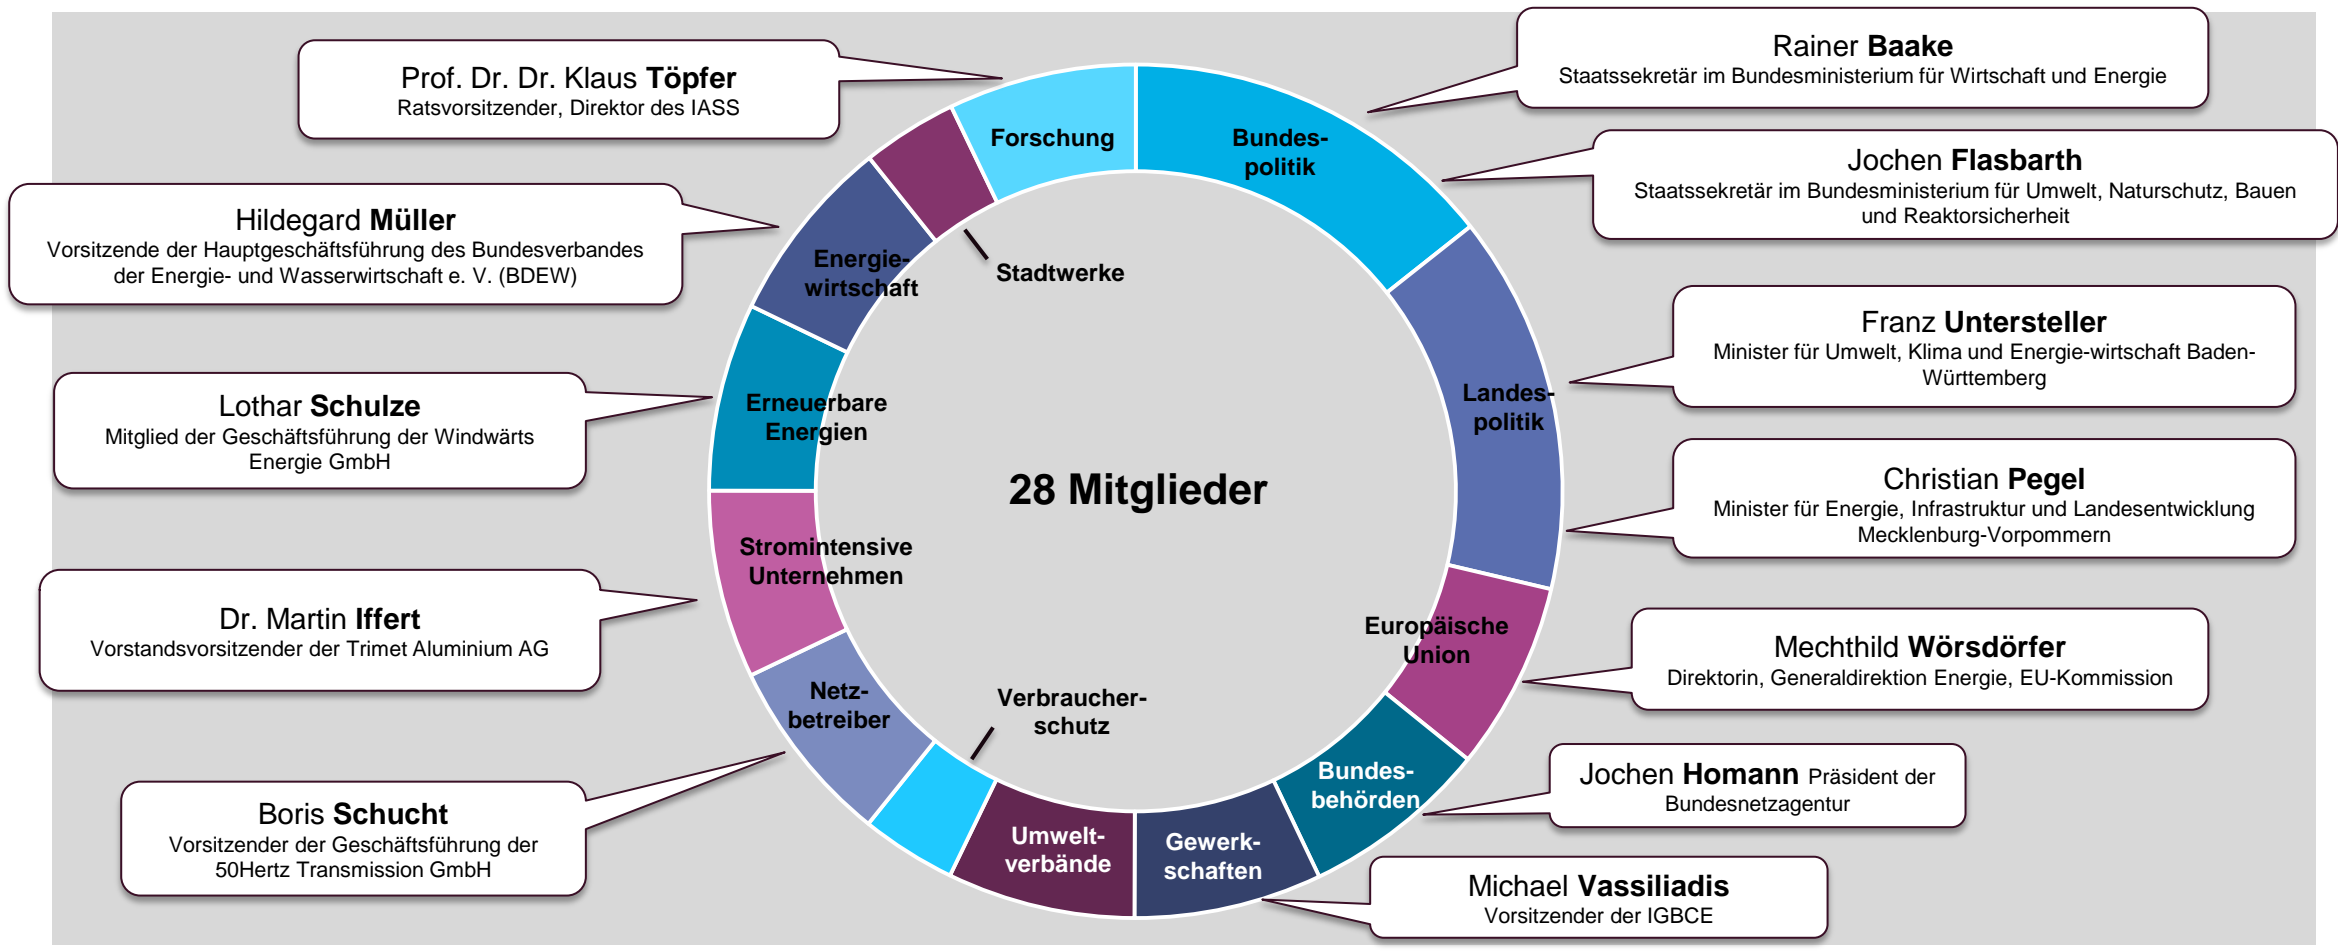 Prof. Dr. Dr. Klaus Töpfer
Ratsvorsitzender, Direktor des IASS
Hildegard Müller
Vorsitzende der Hauptgeschäftsführung des Bundesverbandes
der Energie- und Wasserwirtschaft e. V. (BDEW)
Lothar Schulze
Mitglied der Geschäftsführung der Windwärts
Energie GmbH
Dr. Martin Iffert
Vorstandsvorsitzender der Trimet Aluminium AG
Boris Schucht
Vorsitzender der Geschäftsführung der
50Hertz Transmission GmbH
Forschung
Bundes-
politik
Energie-
wirtschaft
Stadtwerke
Erneuerbare
Energien
Landes-
politik
28 Mitglieder
Stromintensive
Unternehmen
Europäische
Union
Netz-
betreiber
Verbraucher-
schutz
Bundes-
behörden
Umwelt-
verbände
Gewerk-
schaften
Rainer Baake
Staatssekretär im Bundesministerium für Wirtschaft und Energie
Jochen Flasbarth
Staatssekretär im Bundesministerium für Umwelt, Naturschutz, Bauen
und Reaktorsicherheit
Franz Untersteller
Minister für Umwelt, Klima und Energie-wirtschaft Baden-
Württemberg
Christian Pegel
Minister für Energie, Infrastruktur und Landesentwicklung
Mecklenburg-Vorpommern
Mechthild Wörsdörfer
Direktorin, Generaldirektion Energie, EU-Kommission
Jochen Homann Präsident der
Bundesnetzagentur
Michael Vassiliadis
Vorsitzender der IGBCE